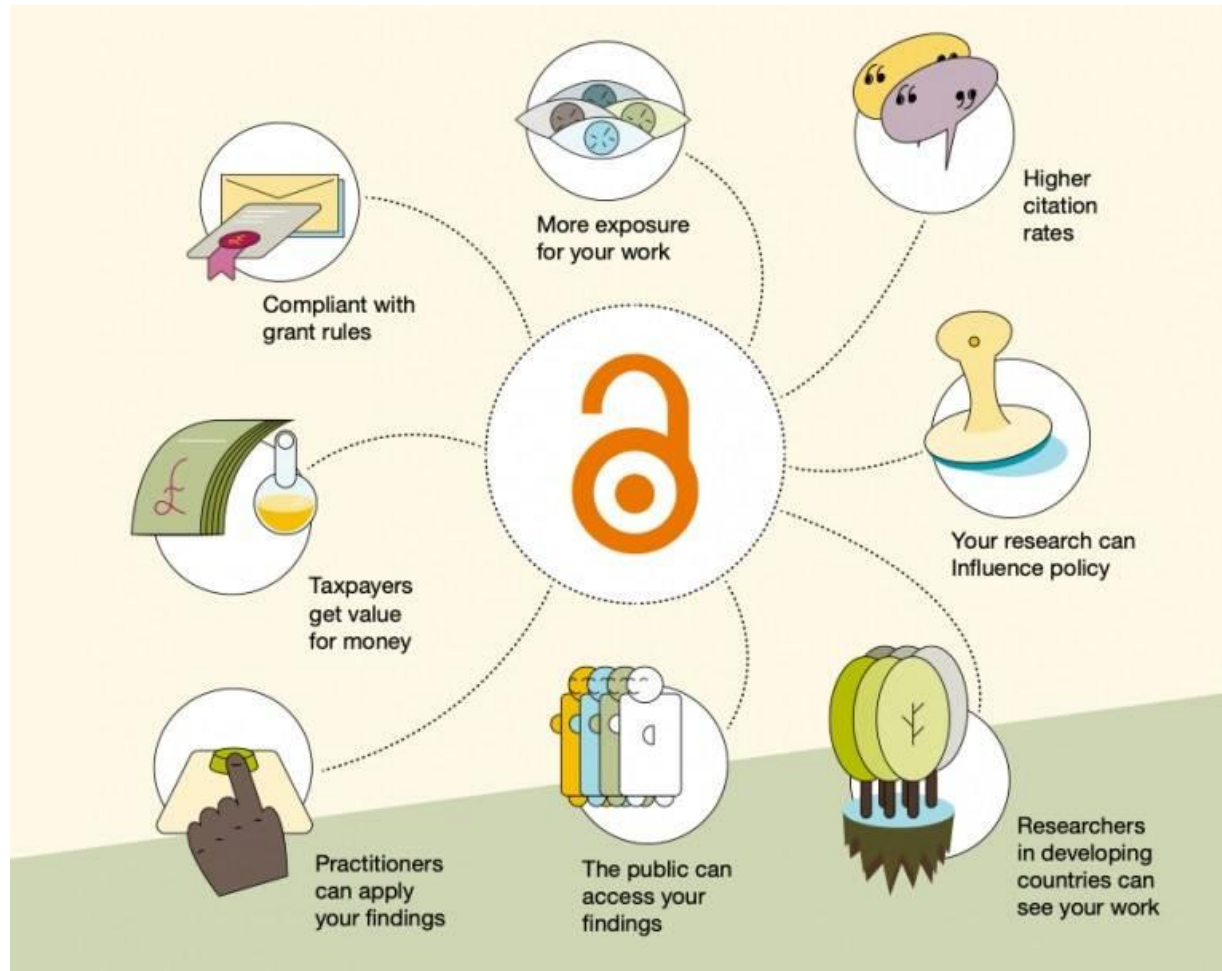 More exposure
for your work
Higher
citation
rates
Compliant with
grant rules
Your research can
Influence policy
Taxpayers
get value
for money
£
Practitioners
can apply
your findings
The public can
access your
findings
Researchers
in developing
countries can
see your work